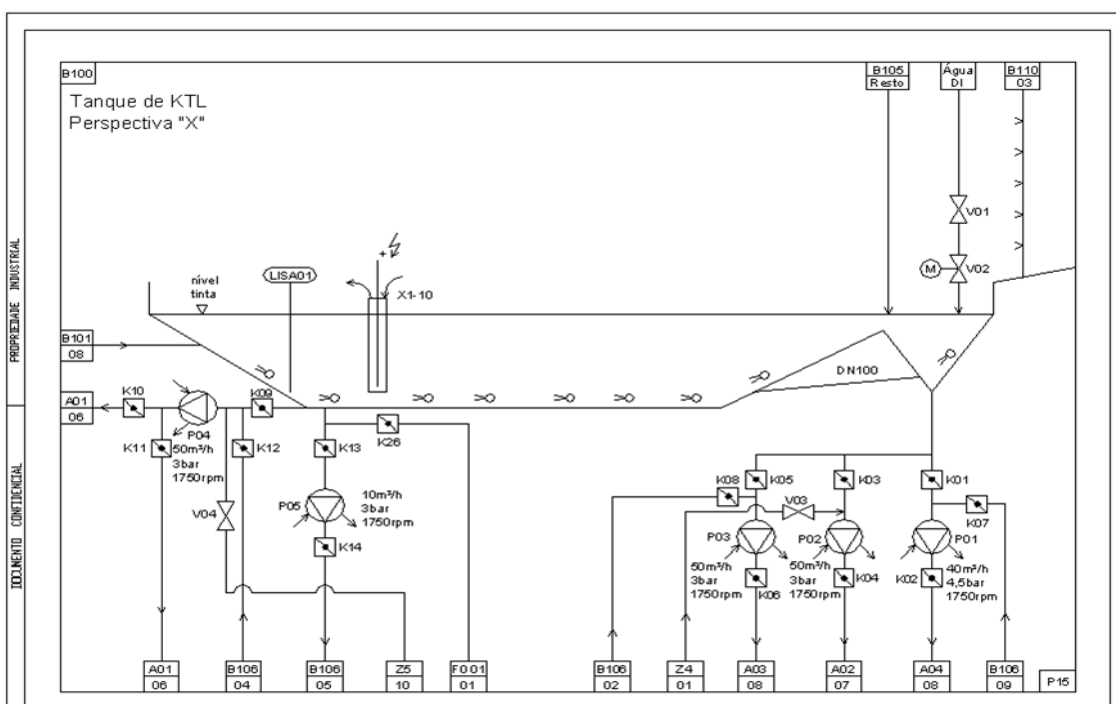 B100
B105
Resto
Água
DI
B110
03
Tanque de KTL
Perspectiva "X"
V01
V02
M
LISA01
+
X1-10
nível
tinta
B101
08
DN100
A01
06
K10
K09
P04
50m³/h
3bar
1750rpm
K11
K12
K13
K26
V04
P05
10m³/h
3bar
1750rpm
K14
K08
K05
K03
K01
V03
K07
P03
50m³/h
3bar
1750rpm
K06
P02
50m³/h
3bar
1750rpm
K04
P01
K02
40m³/h
4,5bar
1750rpm
A01
06
B106
04
B106
05
Z5
10
F0.01
01
B106
02
Z4
01
A03
08
A02
07
A04
08
B106
09
P15
PROPRIEDADE INDUSTRIAL
DOCUMENTO CONFIDENCIAL